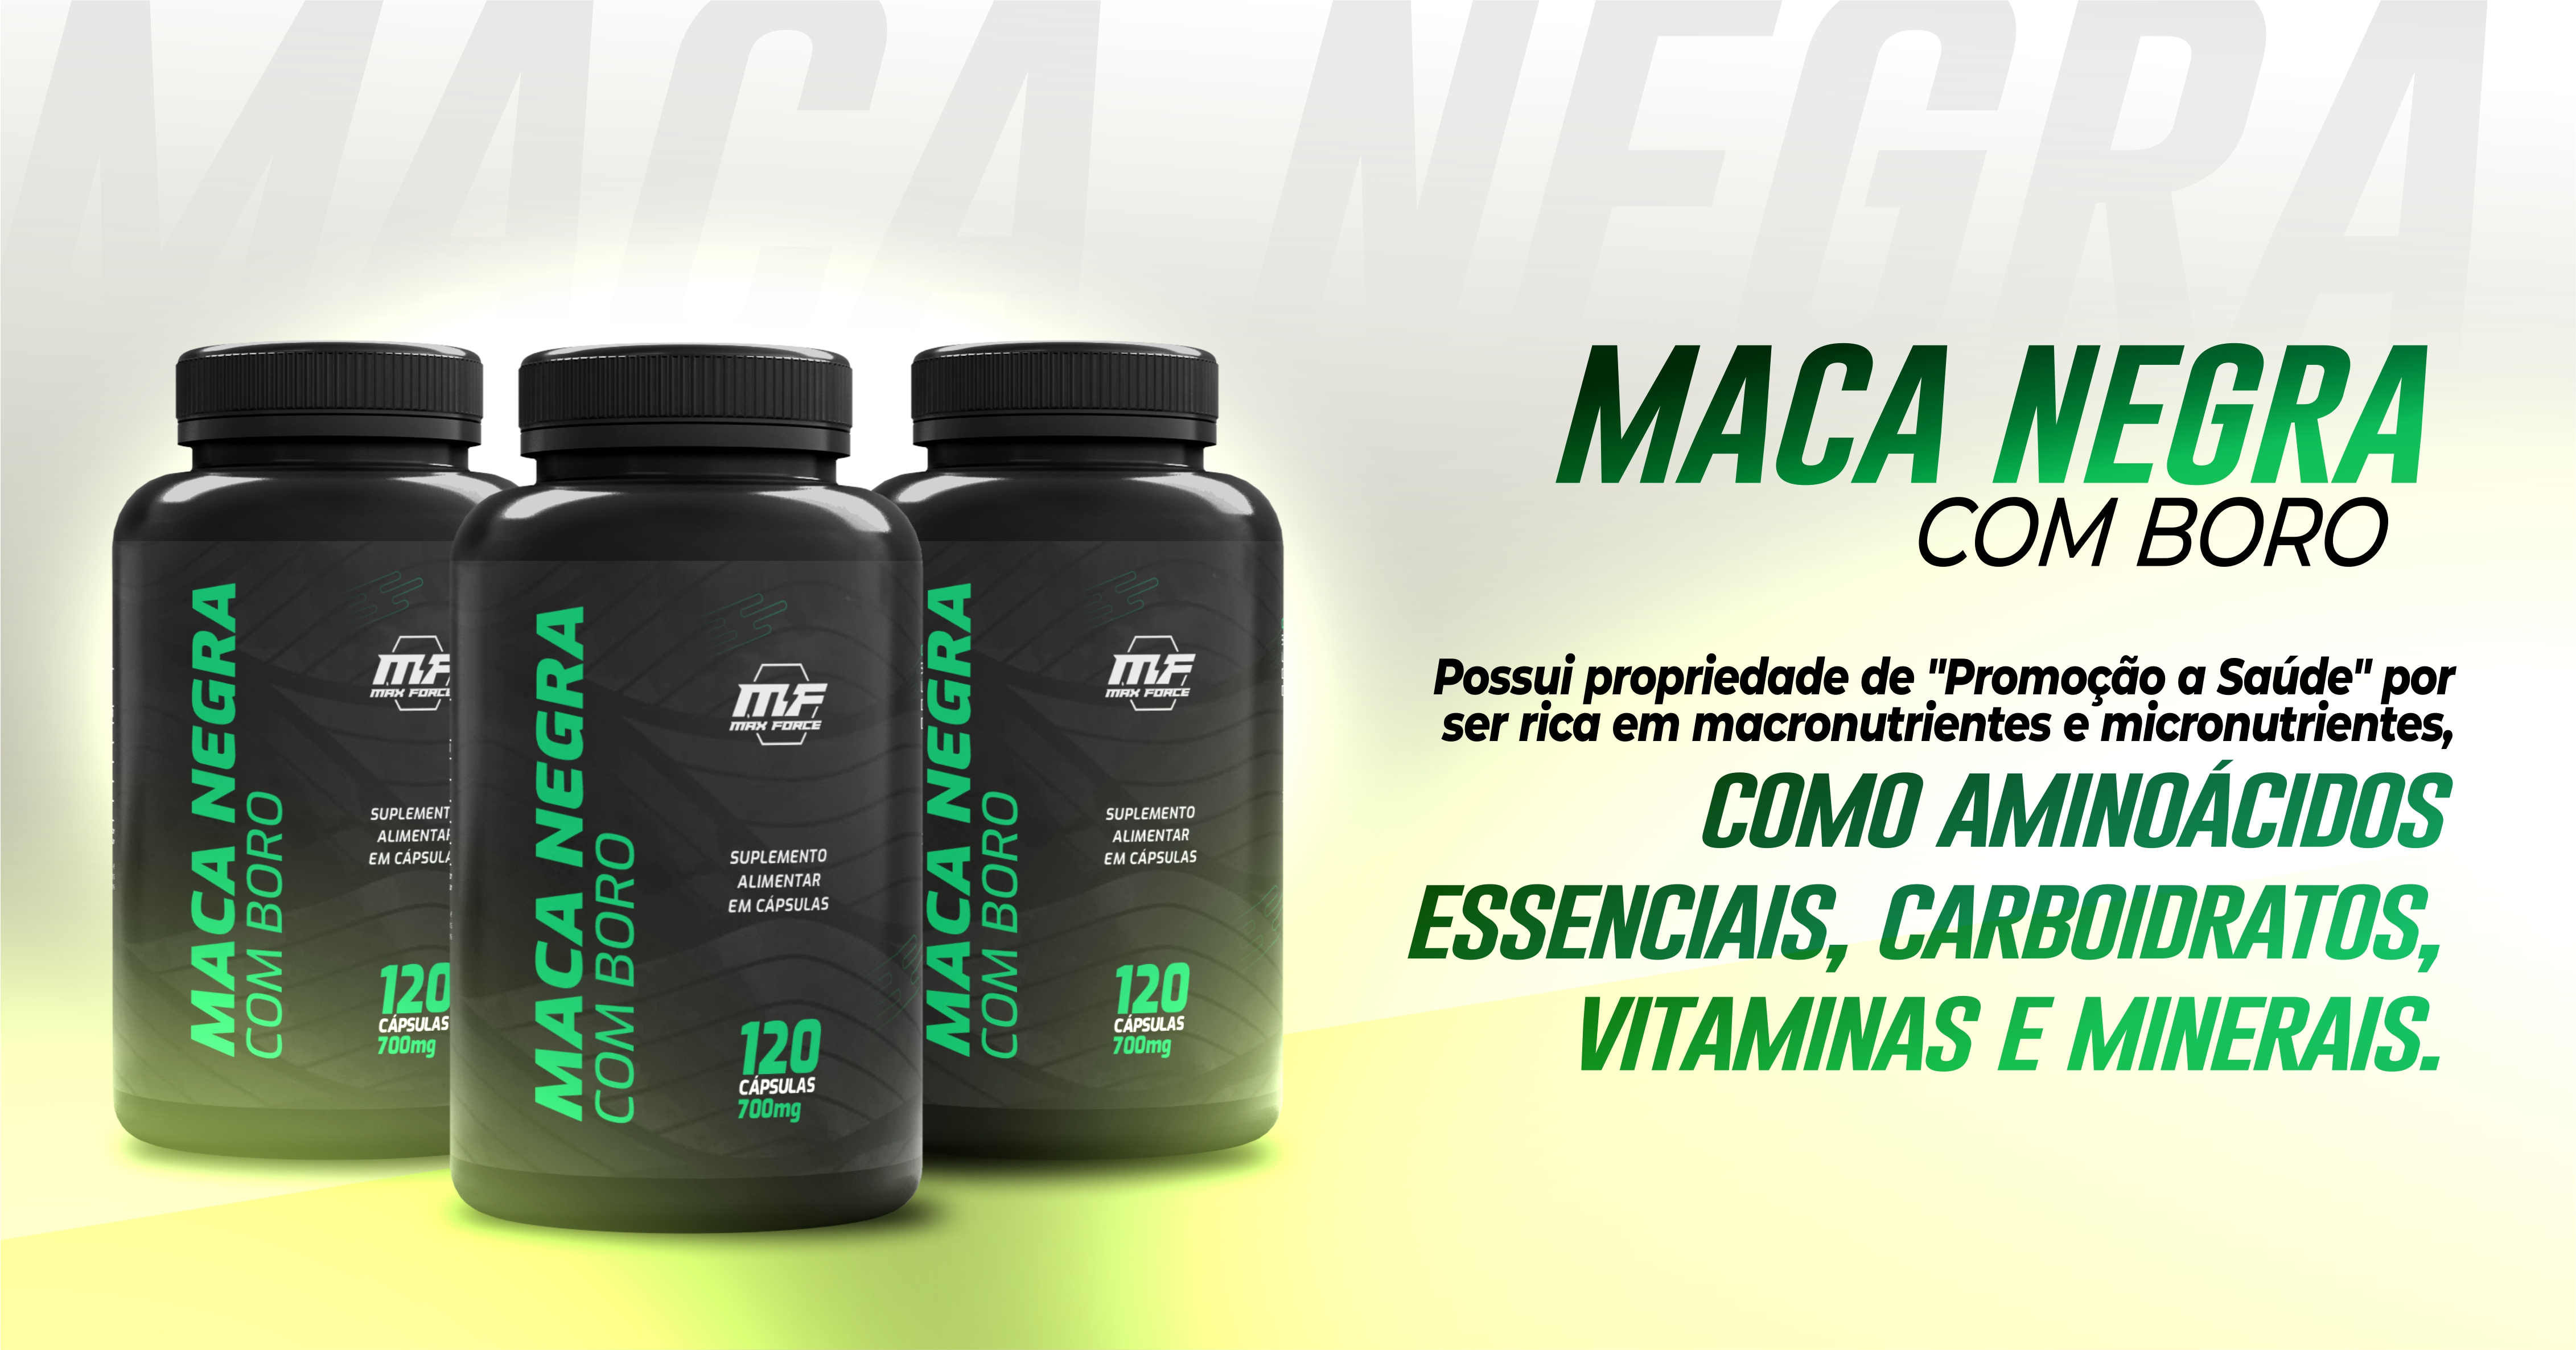 MACA NEGRA
MACA NEGRA
COM BORO
Possui propriedade de "Promoção a Saúde" por
ser rica em macronutrientes e micronutrientes,
COMO AMINOÁCIDOS
ESSENCIAIS, CARBOIDRATOS,
VITAMINAS E MINERAIS.
MACA NEGRA
COM BORO
MF
MAX FORCE
SUPLEMENT
ALIMENTAR
EM CÁPSULA
120
CÁPSULAS
700mg
MACA NEGRA
COM BORO
MF
MAX FORCE
SUPLEMENTO
ALIMENTAR
EM CÁPSULAS
120
CÁPSULAS
700mg
MACA NEGRA
COM BORO
MF
MAX FORCE
SUPLEMENTO
ALIMENTAR
EM CÁPSULAS
120
CÁPSULAS
700mg